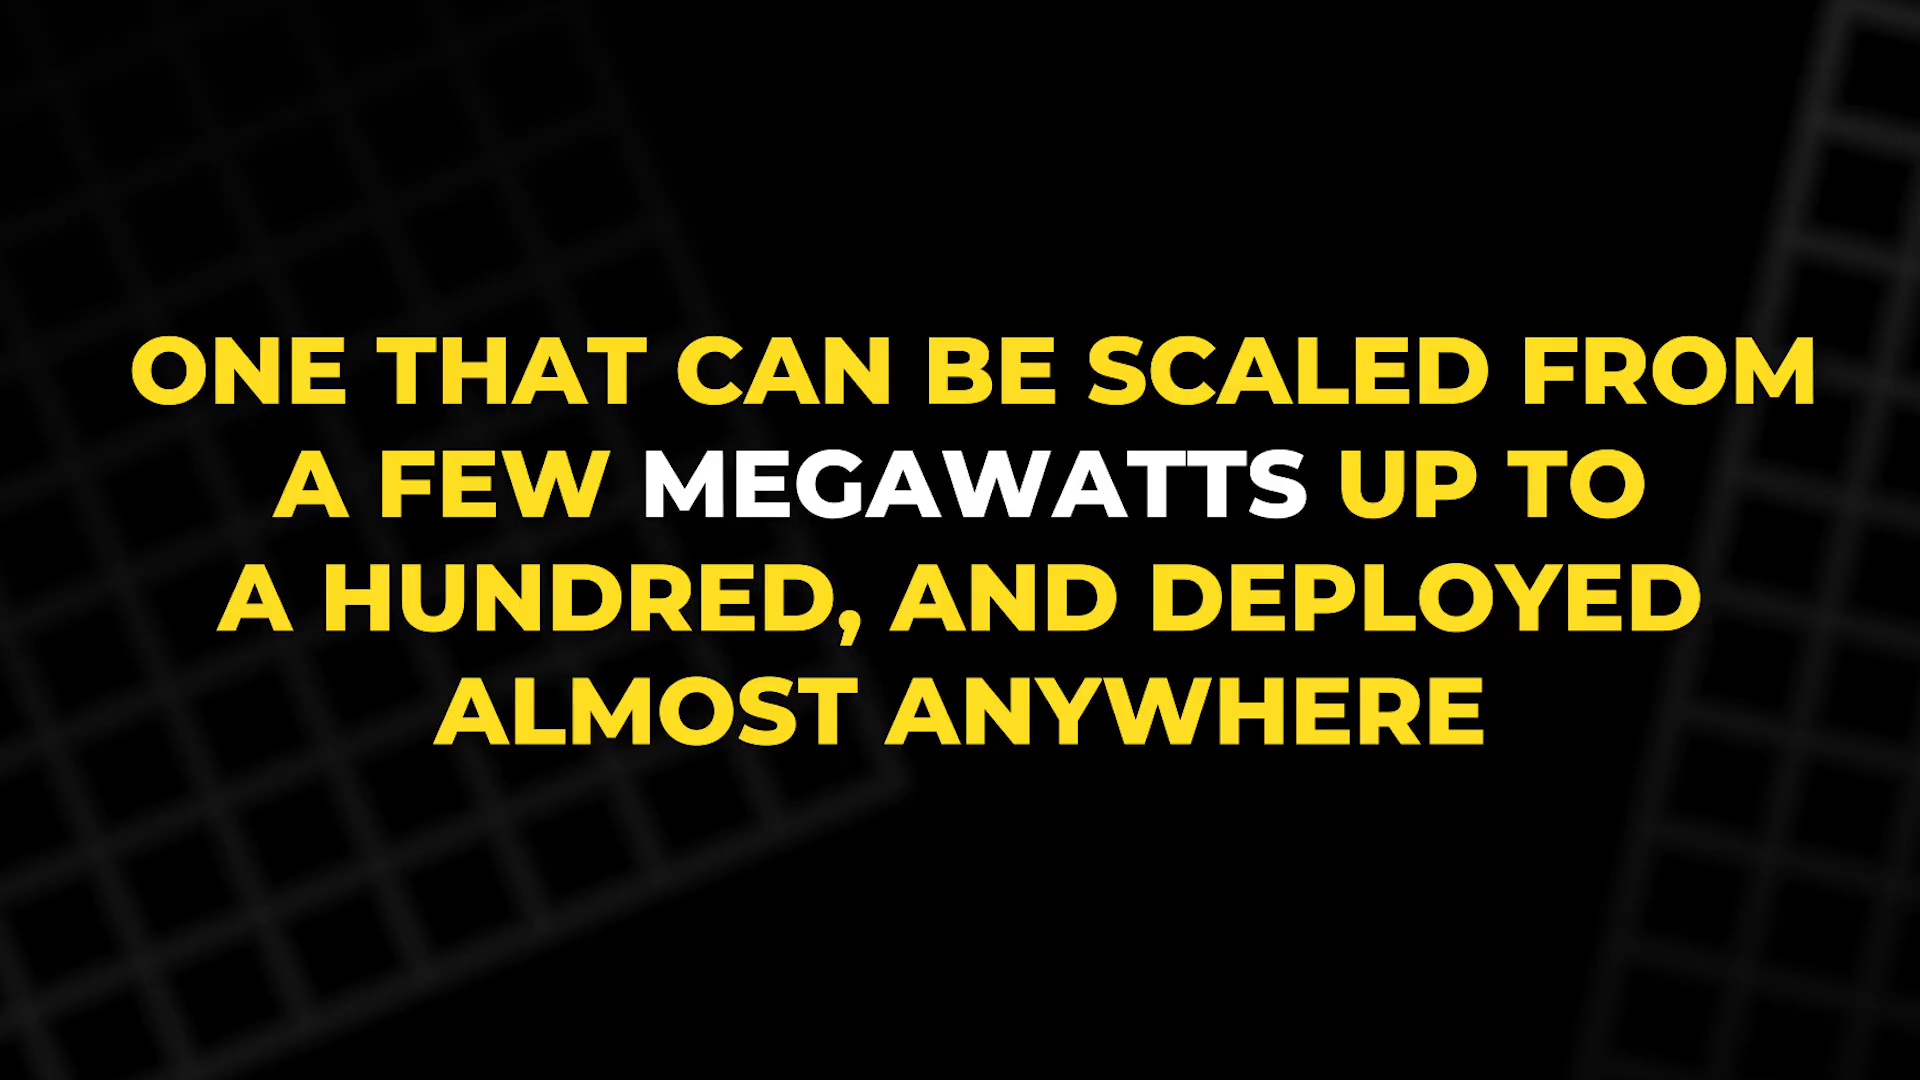 ONE THAT CAN BE SCALED FROM
A FEW MEGAWATTS UP TO
A HUNDRED, AND DEPLOYED
ALMOST ANYWHERE